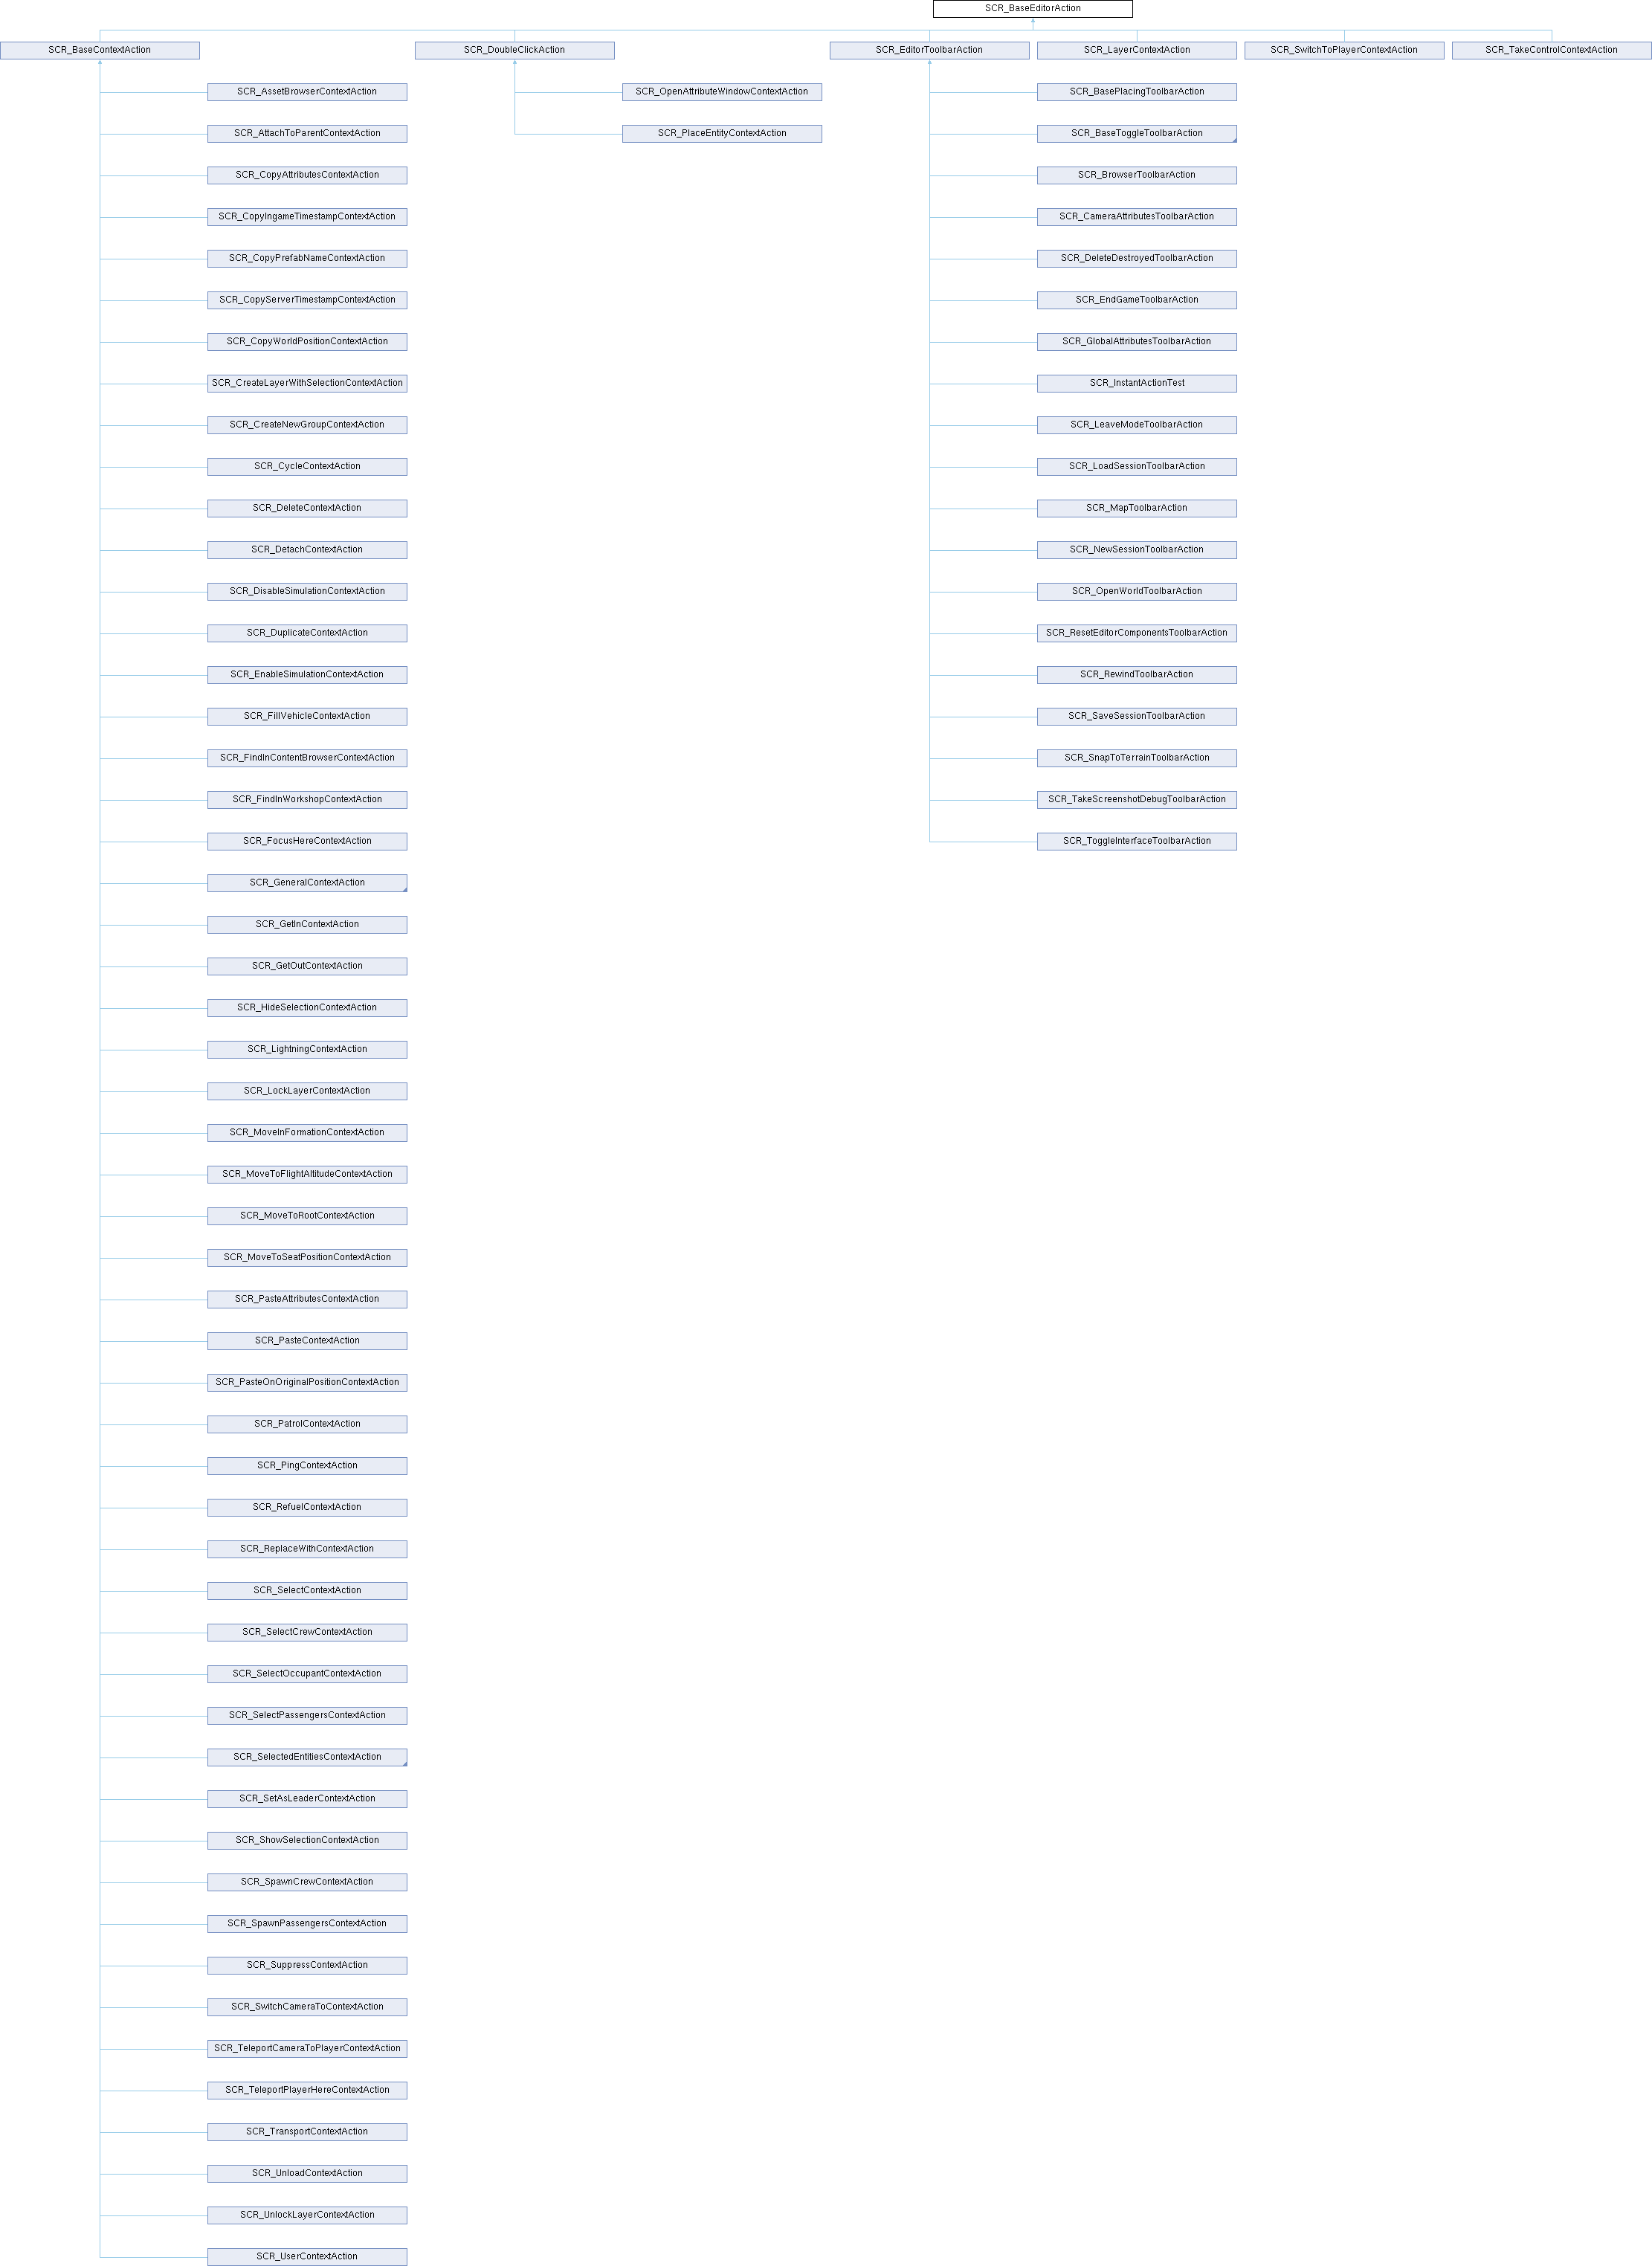 SCR_BaseEditorAction
SCR_BaseContextAction
SCR_DoubleClickAction
SCR_EditorToolbarAction
SCR_LayerContextAction
SCR_SwitchToPlayerContextAction
SCR_TakeControlContextAction
SCR_AssetBrowserContextAction
SCR_AttachToParentContextAction
SCR_CopyAttributesContextAction
SCR_CopyIngameTimestampContextAction
SCR_CopyPrefabNameContextAction
SCR_CopyServerTimestampContextAction
SCR_CopyWorldPositionContextAction
SCR_CreateLayerWithSelectionContextAction
SCR_CreateNewGroupContextAction
SCR_CycleContextAction
SCR_DeleteContextAction
SCR_DetachContextAction
SCR_DisableSimulationContextAction
SCR_DuplicateContextAction
SCR_EnableSimulationContextAction
SCR_FillVehicleContextAction
SCR_FindInContentBrowserContextAction
SCR_FindInWorkshopContextAction
SCR_FocusHereContextAction
SCR_GeneralContextAction
SCR_GetInContextAction
SCR_GetOutContextAction
SCR_HideSelectionContextAction
SCR_LightningContextAction
SCR_LockLayerContextAction
SCR_MoveInFormationContextAction
SCR_MoveToFlightAltitudeContextAction
SCR_MoveToRootContextAction
SCR_MoveToSeatPositionContextAction
SCR_PasteAttributesContextAction
SCR_PasteContextAction
SCR_PasteOnOriginalPositionContextAction
SCR_PatrolContextAction
SCR_PingContextAction
SCR_RefuelContextAction
SCR_ReplaceWithContextAction
SCR_SelectContextAction
SCR_SelectCrewContextAction
SCR_SelectOccupantContextAction
SCR_SelectPassengersContextAction
SCR_SelectedEntitiesContextAction
SCR_SetAsLeaderContextAction
SCR_ShowSelectionContextAction
SCR_SpawnCrewContextAction
SCR_SpawnPassengersContextAction
SCR_SuppressContextAction
SCR_SwitchCameraToContextAction
SCR_TeleportCameraToPlayerContextAction
SCR_TeleportPlayerHereContextAction
SCR_TransportContextAction
SCR_UnloadContextAction
SCR_UnlockLayerContextAction
SCR_UserContextAction
SCR_OpenAttributeWindowContextAction
SCR_PlaceEntityContextAction
SCR_BasePlacingToolbarAction
SCR_BaseToggleToolbarAction
SCR_BrowserToolbarAction
SCR_CameraAttributesToolbarAction
SCR_DeleteDestroyedToolbarAction
SCR_EndGameToolbarAction
SCR_GlobalAttributesToolbarAction
SCR_InstantActionTest
SCR_LeaveModeToolbarAction
SCR_LoadSessionToolbarAction
SCR_MapToolbarAction
SCR_NewSessionToolbarAction
SCR_OpenWorldToolbarAction
SCR_ResetEditorComponentsToolbarAction
SCR_RewindToolbarAction
SCR_SaveSessionToolbarAction
SCR_SnapToTerrainToolbarAction
SCR_TakeScreenshotDebugToolbarAction
SCR_ToggleInterfaceToolbarAction